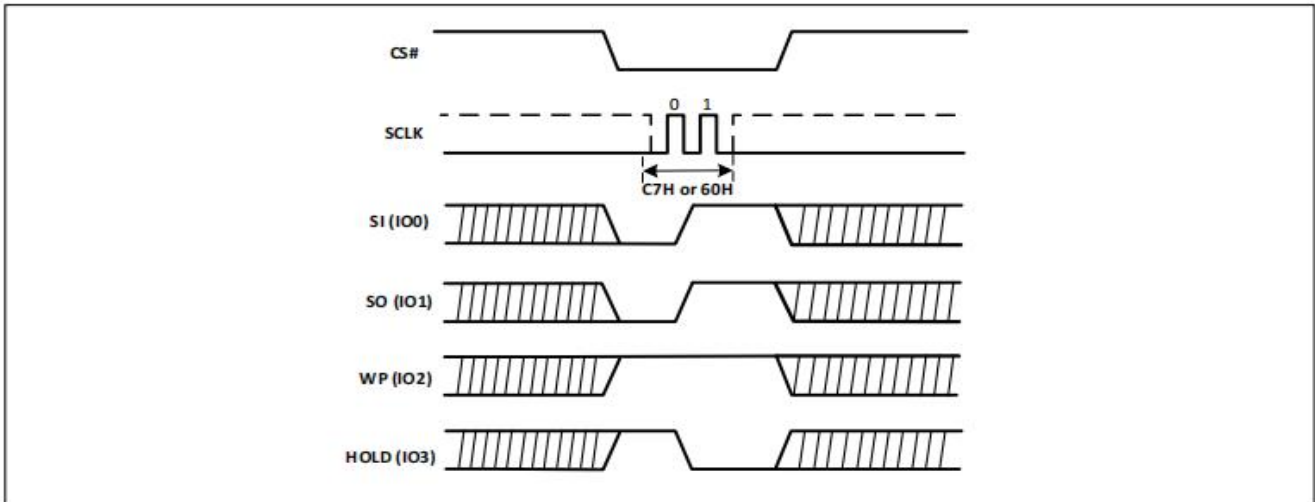 CS#
0 1
SCLK
C7H or 60H
SI (IO0)
SO (IO1)
WP (IO2)
HOLD (IO3)